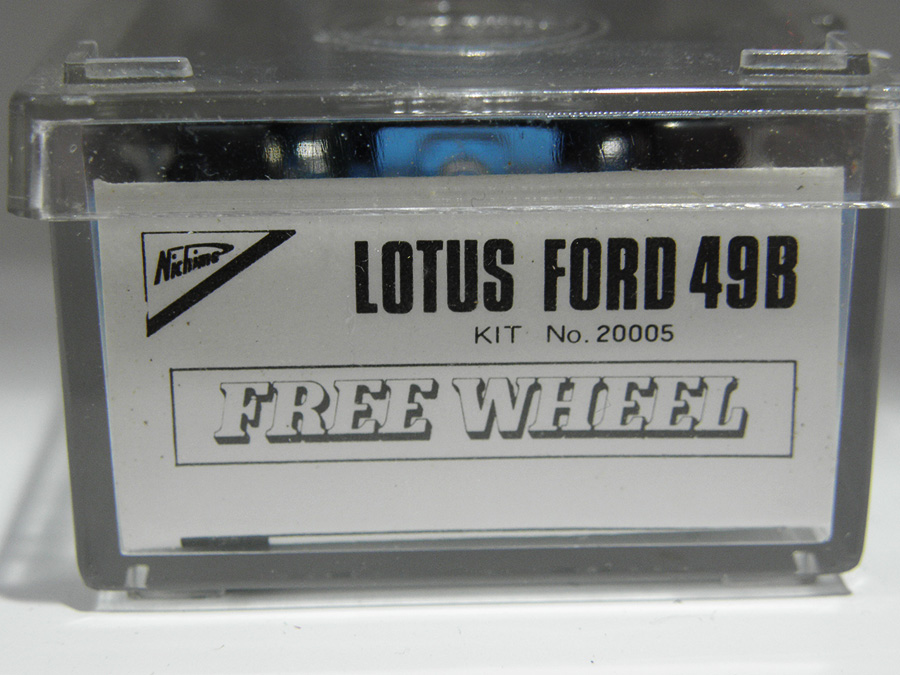 Nichimo
LOTUS FORD 49B
KIT No. 20005
FREE WHEEL